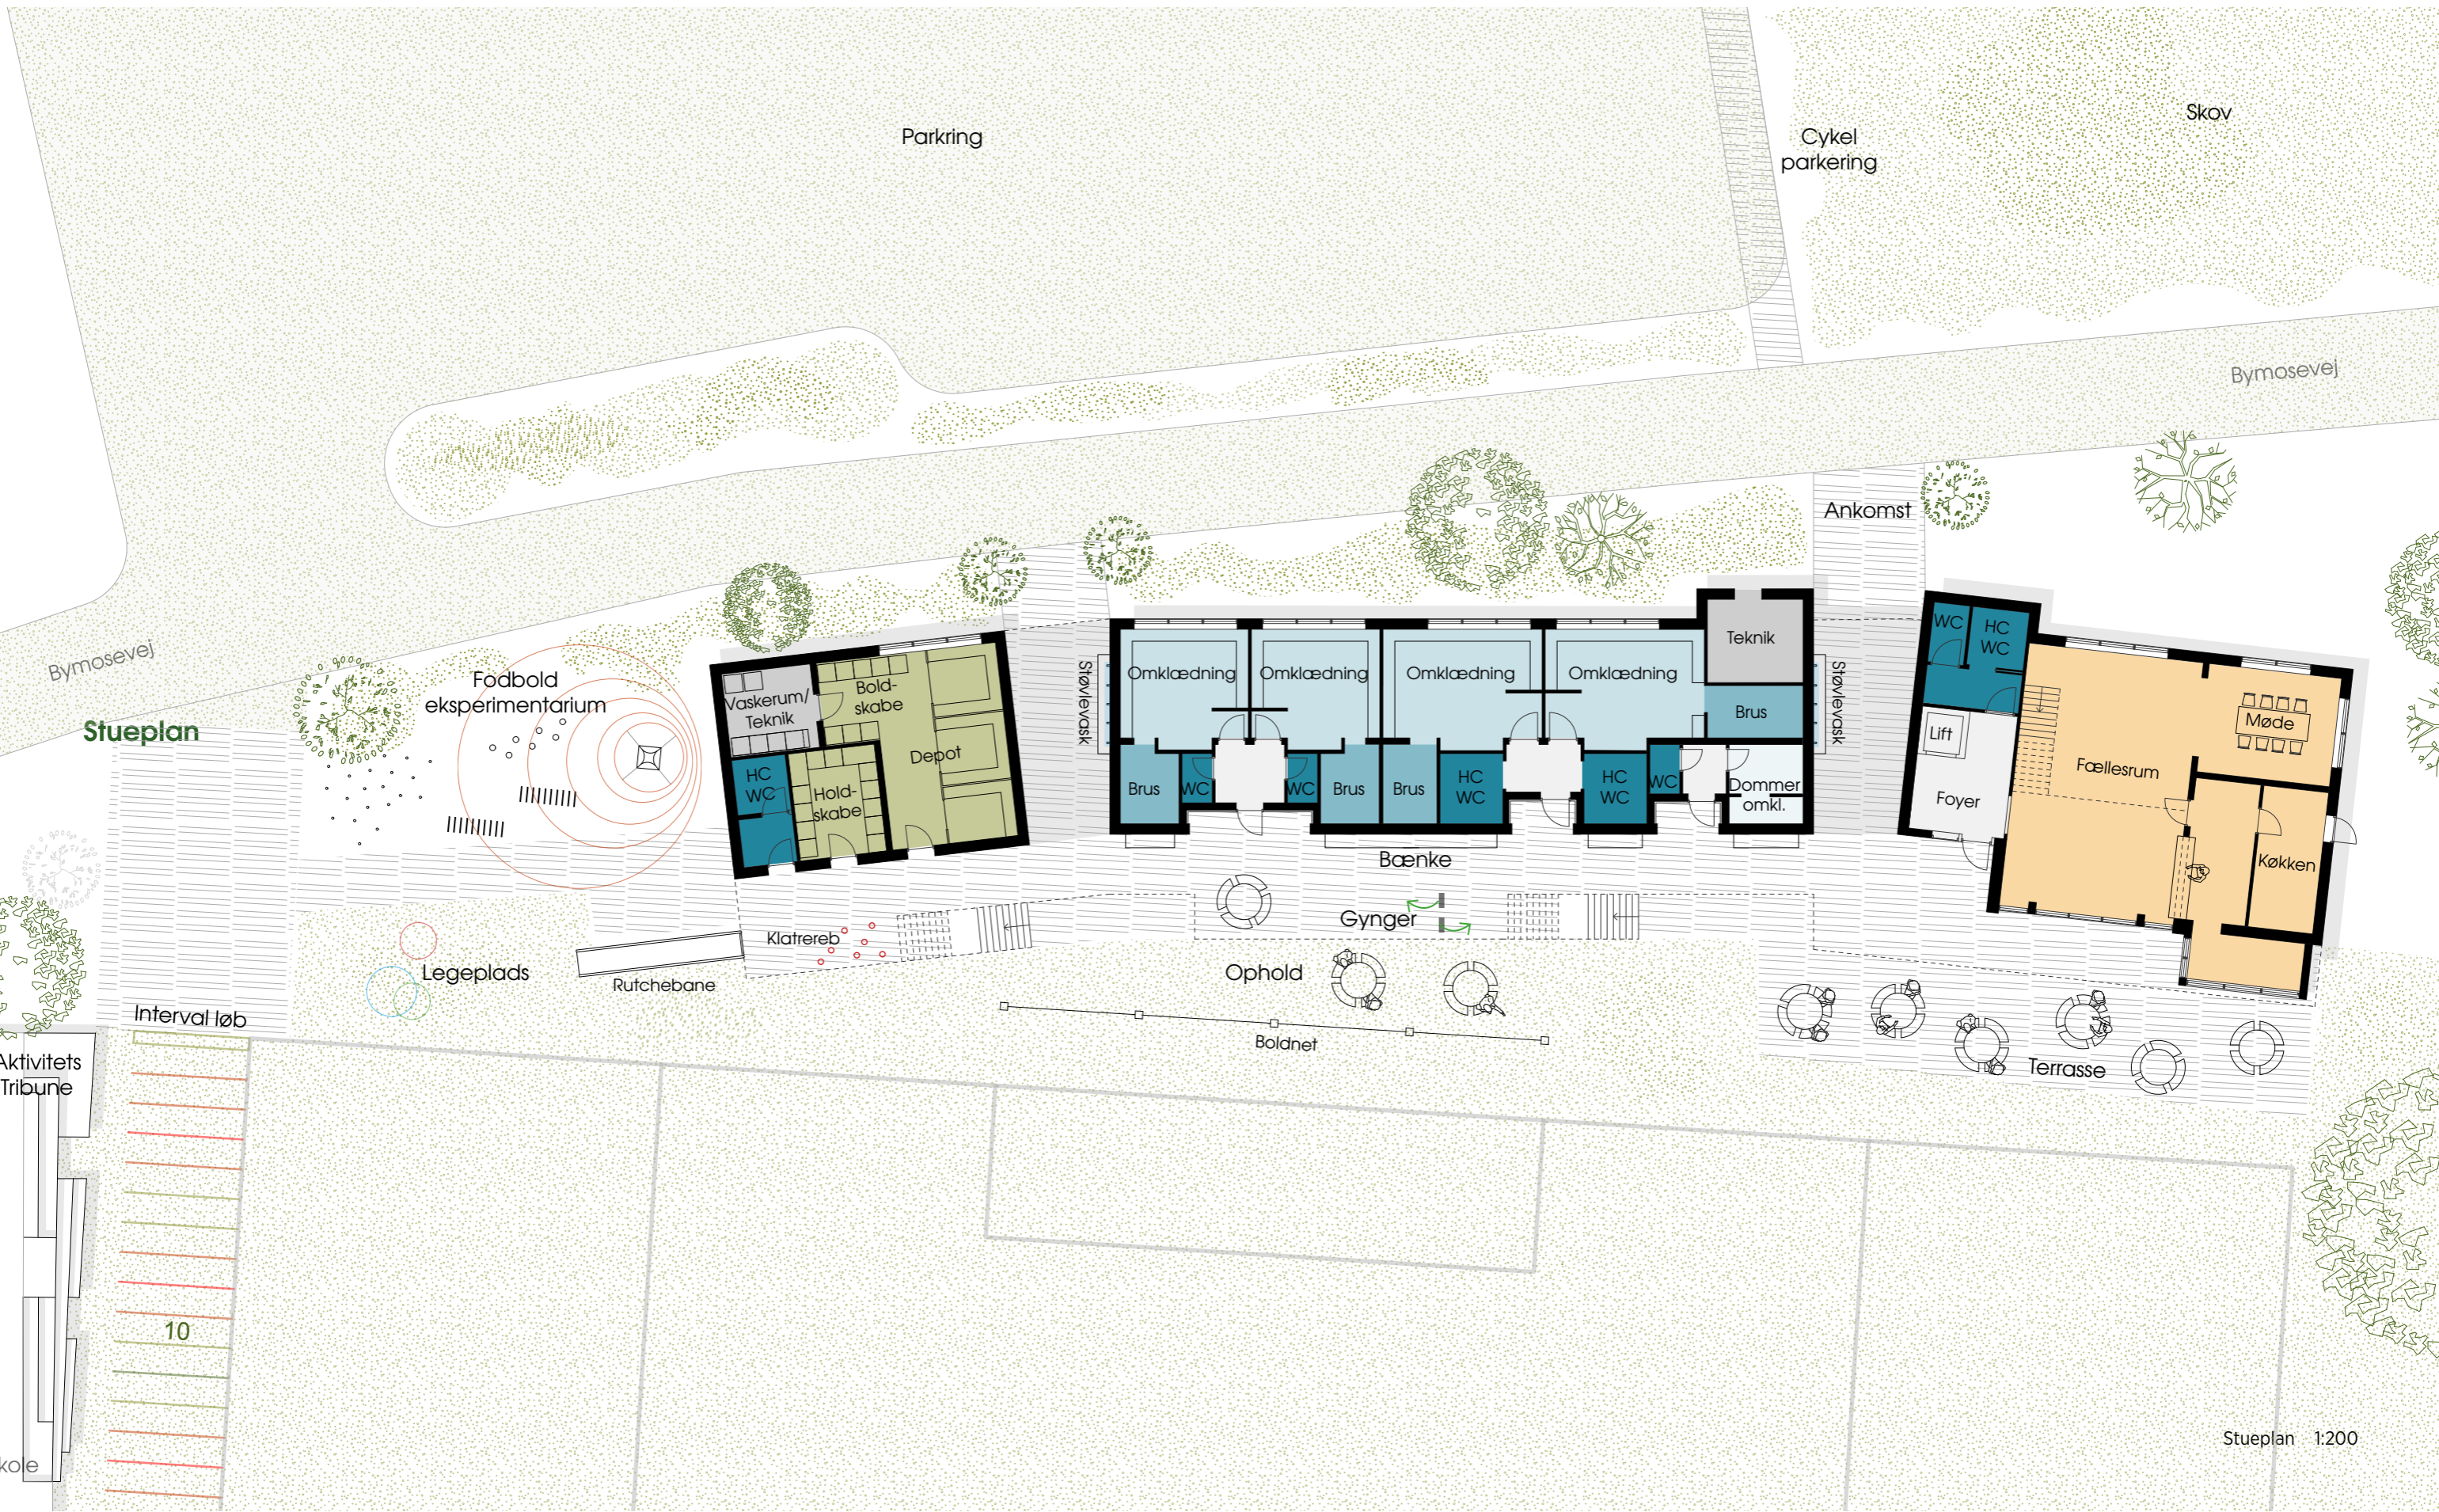 Parkring
Skov
Cykel
parkering
Bymosevej
Ankomst
Bymosevej
Stueplan
Fodbold
eksperimentarium
Vaskerum/
Teknik
Bold-
skabe
Depot
HC
WC
Hold-
skabe
Støvlevask
Omklædning
Omklædning
Omklædning
Omklædning
Teknik
Brus
Støvlevask
Brus
WC
WC
Brus
Brus
HC
WC
HC
WC
WC
Dommer
omkl.
WC
HC
WC
Lift
Foyer
Fællesrum
Møde
Køkken
Bænke
Gynger
Klatrereb
Legeplads
Rutchebane
Ophold
Boldnet
Terrasse
Interval løb
Aktivitets
Tribune
10
kole
Stueplan 1:200